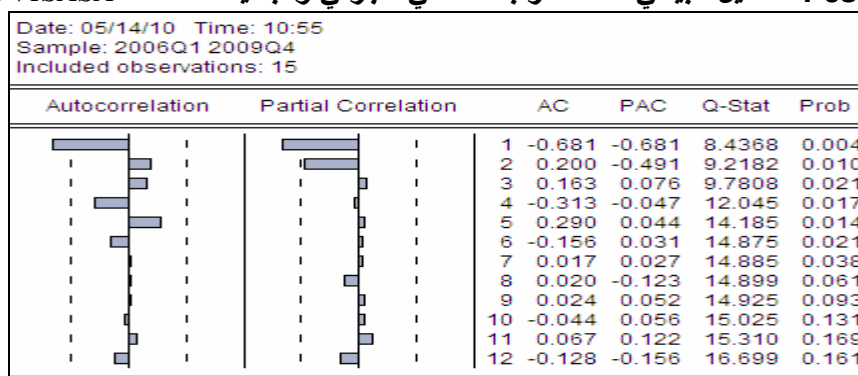 Date: 05/14/10 Time: 10:55
Sample: 2006Q1 2009Q4
Included observations: 15
Autocorrelation Partial Correlation AC PAC Q-Stat Prob
1 -0.681 -0.681 8.4368 0.004
2 0.200 -0.491 9.2182 0.010
3 0.163 0.076 9.7808 0.021
4 -0.313 -0.047 12.045 0.017
5 0.290 0.044 14.185 0.014
6 -0.156 0.031 14.875 0.021
7 0.017 0.027 14.885 0.038
8 0.020 -0.123 14.899 0.061
9 0.024 0.052 14.925 0.093
10 -0.044 0.056 15.025 0.131
11 0.067 0.122 15.310 0.169
12 -0.128 -0.156 16.699 0.161